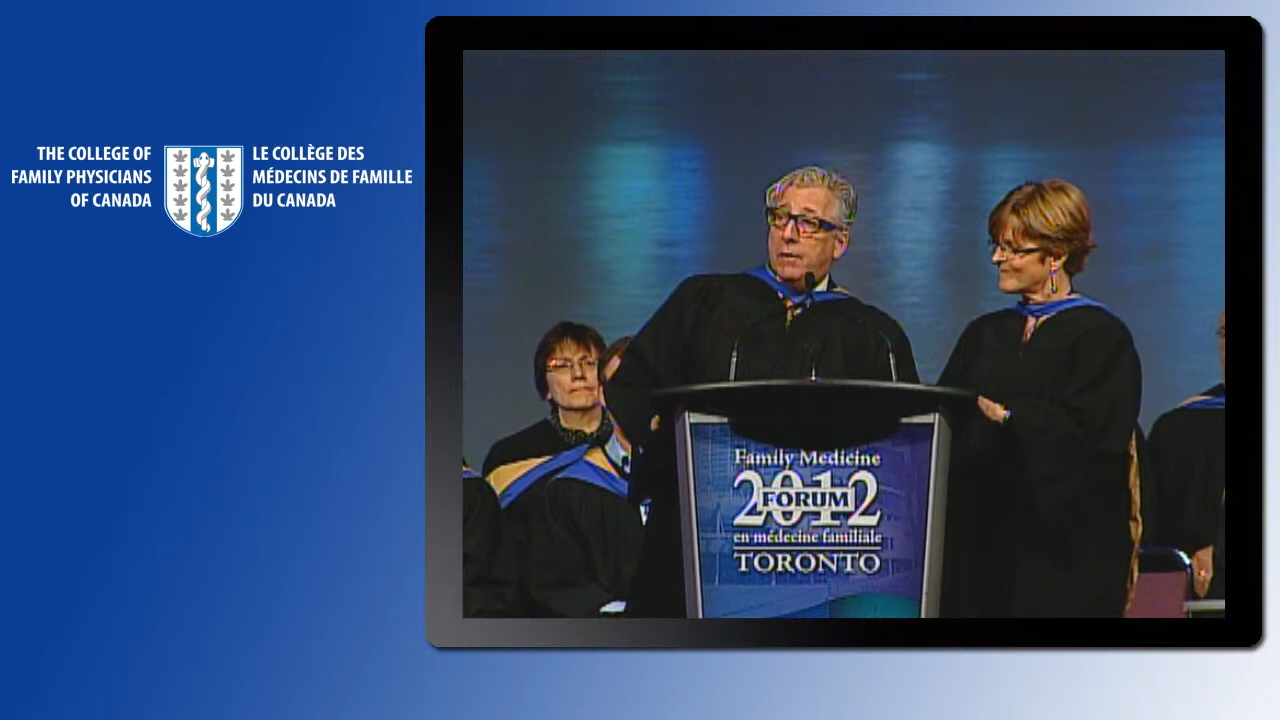 THE COLLEGE OF
FAMILY PHYSICIANS
OF CANADA
LE COLLÈGE DES
MÉDECINS DE FAMILLE
DU CANADA
Family Medicine
2012
FORUM
en médecine familiale
TORONTO